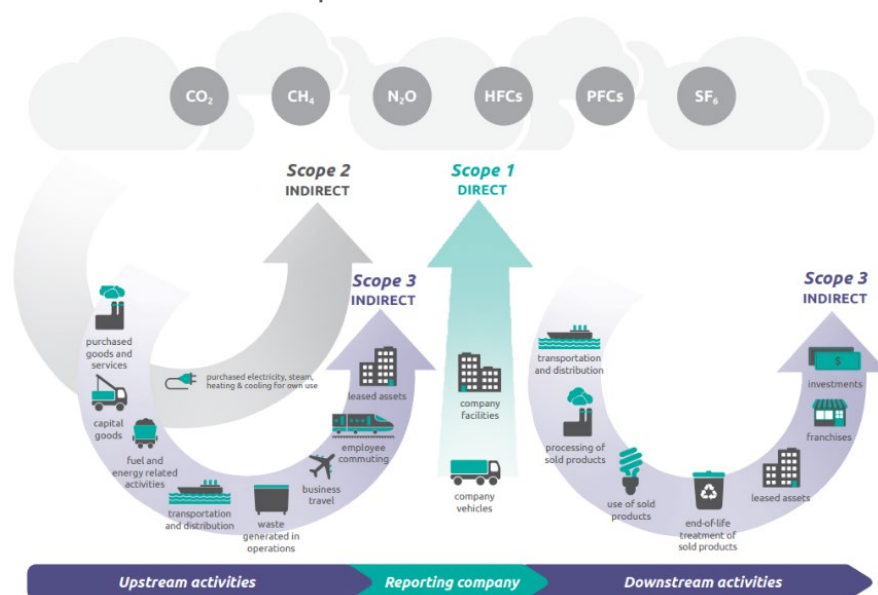 CO₂
CH₄
N₂O
HFCs
PFCs
SF₆
Scope 2
INDIRECT
Scope 1
DIRECT
Scope 3
INDIRECT
Scope 3
INDIRECT
purchased
goods and
services
capital
goods
fuel and
energy related
activities
purchased electricity, steam,
heating & cooling for own use
transportation
and distribution
waste
generated in
operations
business
travel
employee
commuting
leased assets
company
facilities
company
vehicles
transportation
and distribution
processing of
sold products
use of sold
products
end-of-life
treatment of
sold products
leased assets
franchises
investments
$
Upstream activities
Reporting company
Downstream activities